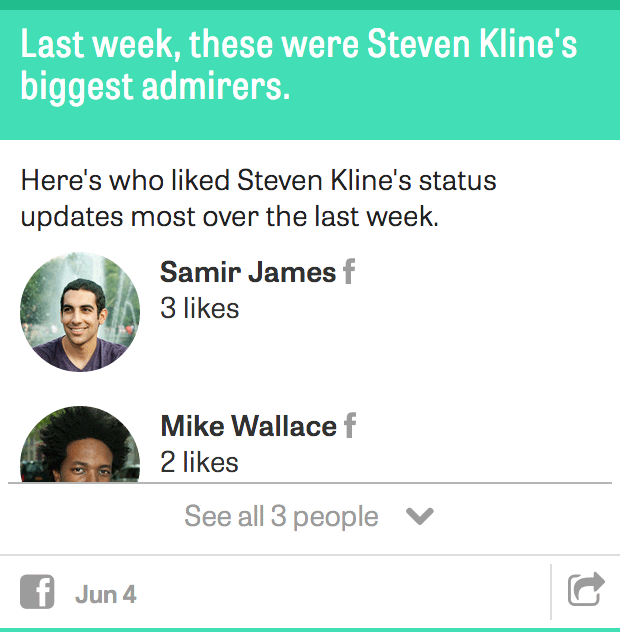 Last week, these were Steven Kline's
biggest admirers.
Here's who liked Steven Kline's status
updates most over the last week.
Samir James f
3 likes
Mike Wallace f
2 likes
See all 3 people
f Jun 4